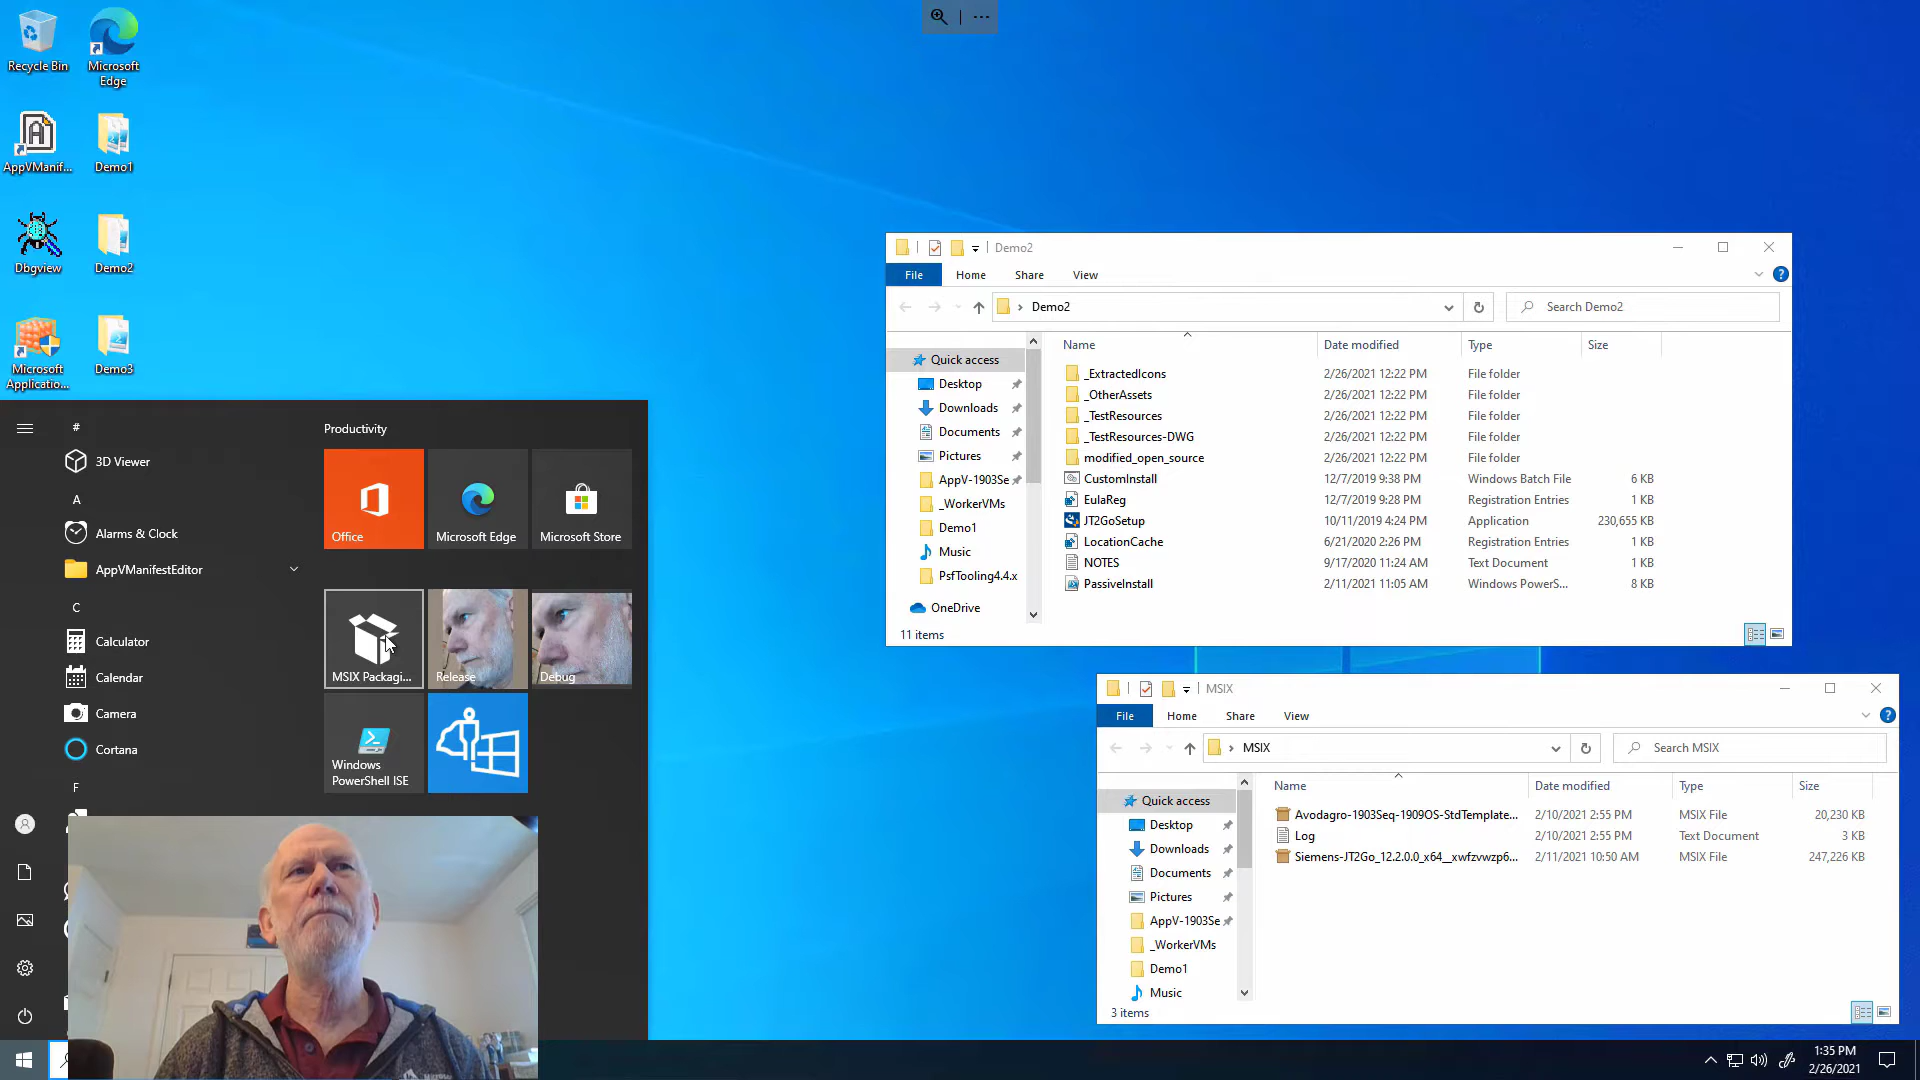 Recycle Bin
Microsoft
Edge
AppVManif...
Demo1
Dbgview
Demo2
Microsoft
Applicatio...
Demo3
#
3D Viewer
A
Alarms & Clock
AppVManifestEditor
C
Calculator
Calendar
Camera
Cortana
F
Productivity
Office
Microsoft Edge
Microsoft Store
MSIX Packagi...
Release
Debug
Windows
PowerShell ISE
Demo2
File Home Share View
Demo2
Search Demo2
Quick access
Desktop
Downloads
Documents
Pictures
AppV-1903Se
_WorkerVMs
Demo1
Music
PsfTooling4.4.x
OneDrive
Name Date modified Type Size
_ExtractedIcons 2/26/2021 12:22 PM File folder
_OtherAssets 2/26/2021 12:22 PM File folder
_TestResources 2/26/2021 12:22 PM File folder
_TestResources-DWG 2/26/2021 12:22 PM File folder
modified_open_source 2/26/2021 12:22 PM File folder
CustomInstall 12/7/2019 9:38 PM Windows Batch File 6 KB
EulaReg 12/7/2019 9:28 PM Registration Entries 1 KB
JT2GoSetup 10/11/2019 4:24 PM Application 230,655 KB
LocationCache 6/21/2020 2:26 PM Registration Entries 1 KB
NOTES 9/17/2020 11:24 AM Text Document 1 KB
PassiveInstall 2/11/2021 11:05 AM Windows PowerS... 8 KB
11 items
MSIX
File Home Share View
MSIX
Search MSIX
Quick access
Desktop
Downloads
Documents
Pictures
AppV-1903Se
_WorkerVMs
Demo1
Music
Name Date modified Type Size
Avodagro-1903Seq-1909OS-StdTemplate... 2/10/2021 2:55 PM MSIX File 20,230 KB
Log 2/10/2021 2:55 PM Text Document 3 KB
Siemens-JT2Go_12.2.0.0_x64__xwfzvwzp6... 2/11/2021 10:50 AM MSIX File 247,226 KB
3 items
1:35 PM
2/26/2021